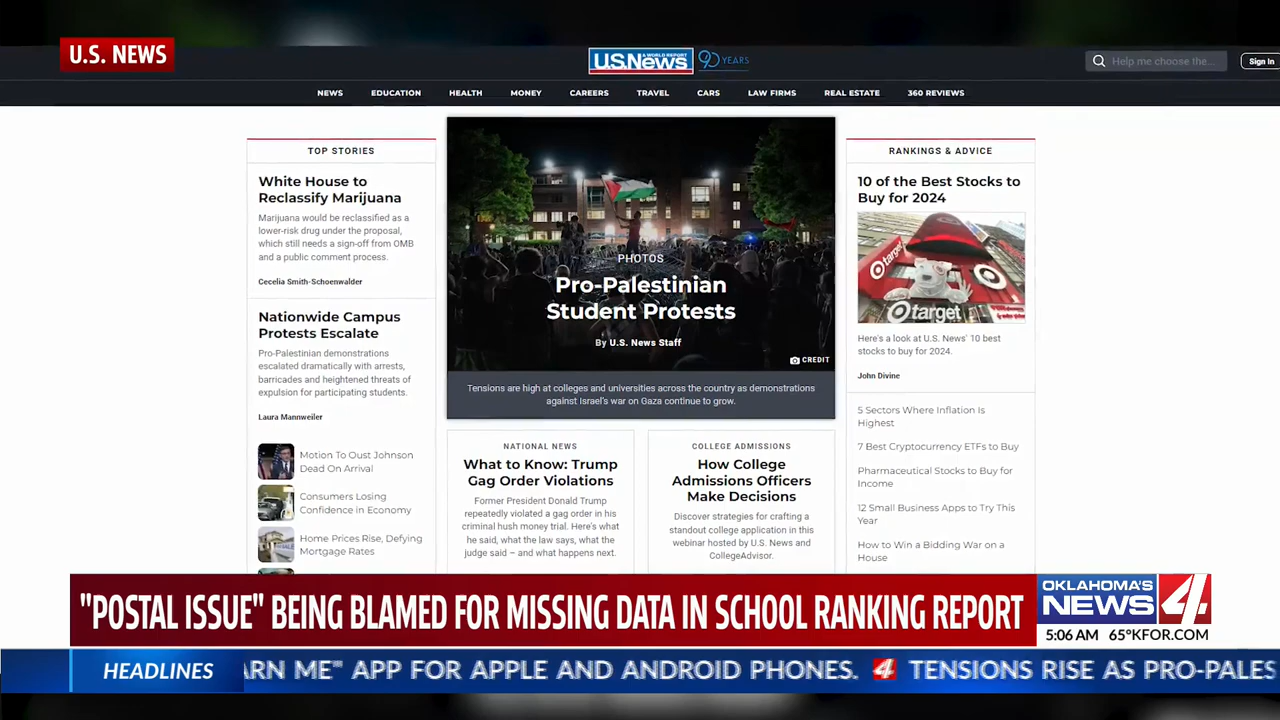 U.S. NEWS
U.S.News
& WORLD REPORT
90 YEARS
Help me choose the...
Sign In
NEWS
EDUCATION
HEALTH
MONEY
CAREERS
TRAVEL
CARS
LAW FIRMS
REAL ESTATE
360 REVIEWS
TOP STORIES
White House to
Reclassify Marijuana
Marijuana would be reclassified as a
lower-risk drug under the proposal,
which still needs a sign-off from OMB
and a public comment process.
Cecelia Smith-Schoenwalder
Nationwide Campus
Protests Escalate
Pro-Palestinian demonstrations
escalated dramatically with arrests,
barricades and heightened threats of
expulsion for participating students.
Laura Mannweiler
Motion To Oust Johnson
Dead On Arrival
Consumers Losing
Confidence in Economy
Home Prices Rise, Defying
Mortgage Rates
PHOTOS
Pro-Palestinian
Student Protests
By U.S. News Staff
CREDIT
Tensions are high at colleges and universities across the country as demonstrations
against Israel's war on Gaza continue to grow.
NATIONAL NEWS
What to Know: Trump
Gag Order Violations
Former President Donald Trump
repeatedly violated a gag order in his
criminal hush money trial. Here's what
he said, what the law says, what the
judge said – and what happens next.
COLLEGE ADMISSIONS
How College
Admissions Officers
Make Decisions
Discover strategies for crafting a
standout college application in this
webinar hosted by U.S. News and
CollegeAdvisor.
RANKINGS & ADVICE
10 of the Best Stocks to
Buy for 2024
target
target
Here's a look at U.S. News' 10 best
stocks to buy for 2024.
John Divine
5 Sectors Where Inflation Is
Highest
7 Best Cryptocurrency ETFs to Buy
Pharmaceutical Stocks to Buy for
Income
12 Small Business Apps to Try This
Year
How to Win a Bidding War on a
House
"POSTAL ISSUE" BEING BLAMED FOR MISSING DATA IN SCHOOL RANKING REPORT
OKLAHOMA'S
NEWS 4
5:06 AM 65° KFOR.COM
HEADLINES
ARN ME" APP FOR APPLE AND ANDROID PHONES. 4 TENSIONS RISE AS PRO-PALES